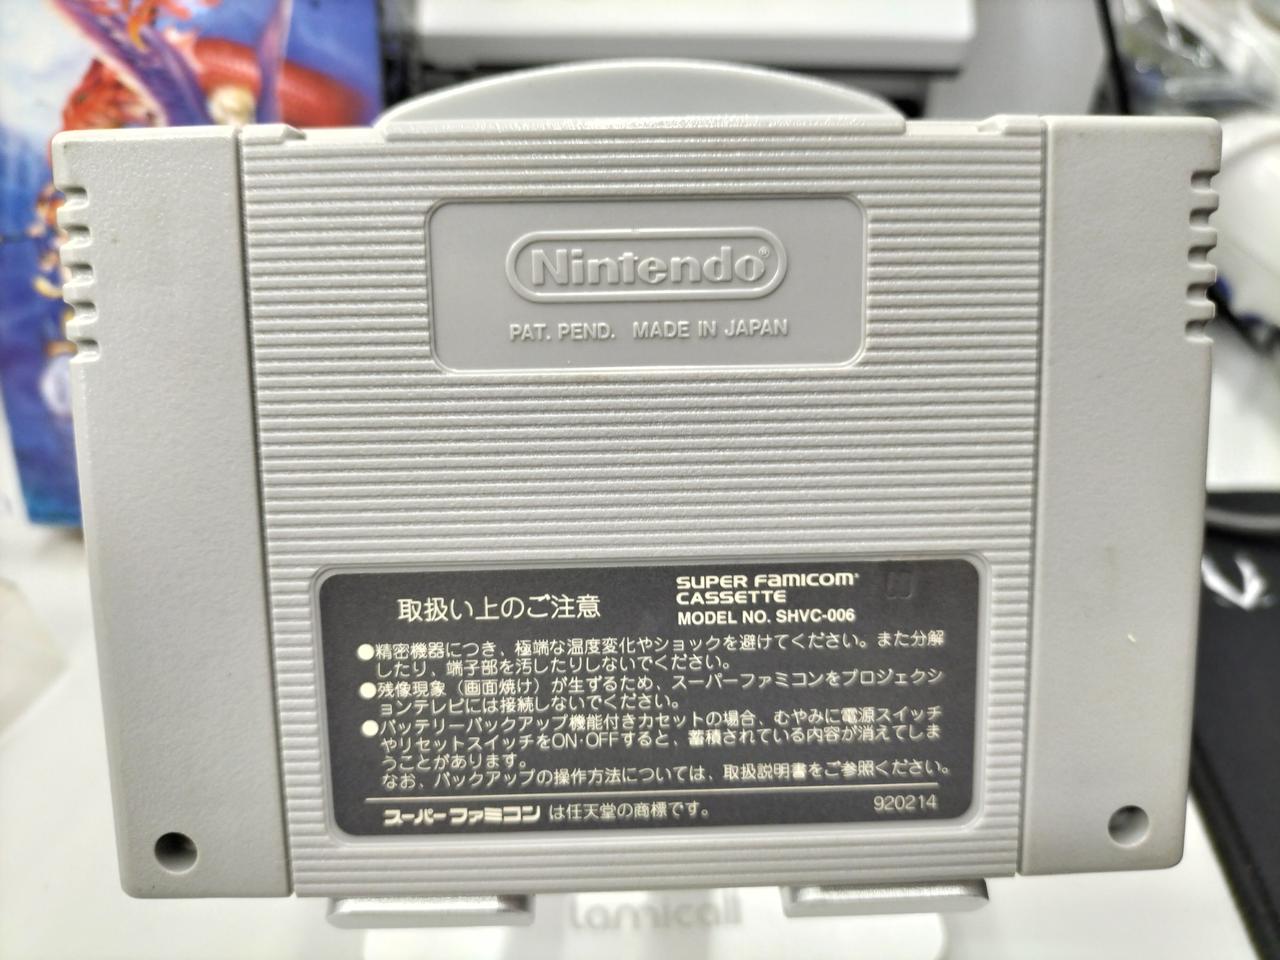 Nintendo®
PAT. PEND. MADE IN JAPAN
取扱い上のご注意
SUPER FAMICOM
CASSETTE
MODEL NO. SHVC-006
●精密機器につき、極端な温度変化やショックを避けてください。また分解
したり、端子部を汚したりしないでください。
●残像現象（画面焼け）が生ずるため、スーパーファミコンをプロジェクシ
ョンテレビには接続しないでください。
●バッテリーバックアップ機能付きカセットの場合、むやみに電源スイッチ
やリセットスイッチをON·OFFすると、蓄積されている内容が消えてしま
うことがあります。
なお、バックアップの操作方法については、取扱説明書をご参照ください。
スーパーファミコン は任天堂の商標です。
920214
Lamicall